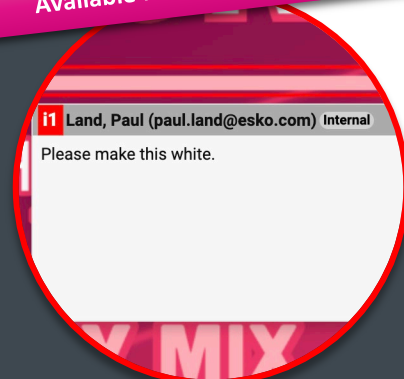 Available
i1 Land, Paul (paul.land@esko.com) Internal
Please make this white.
Y MIX